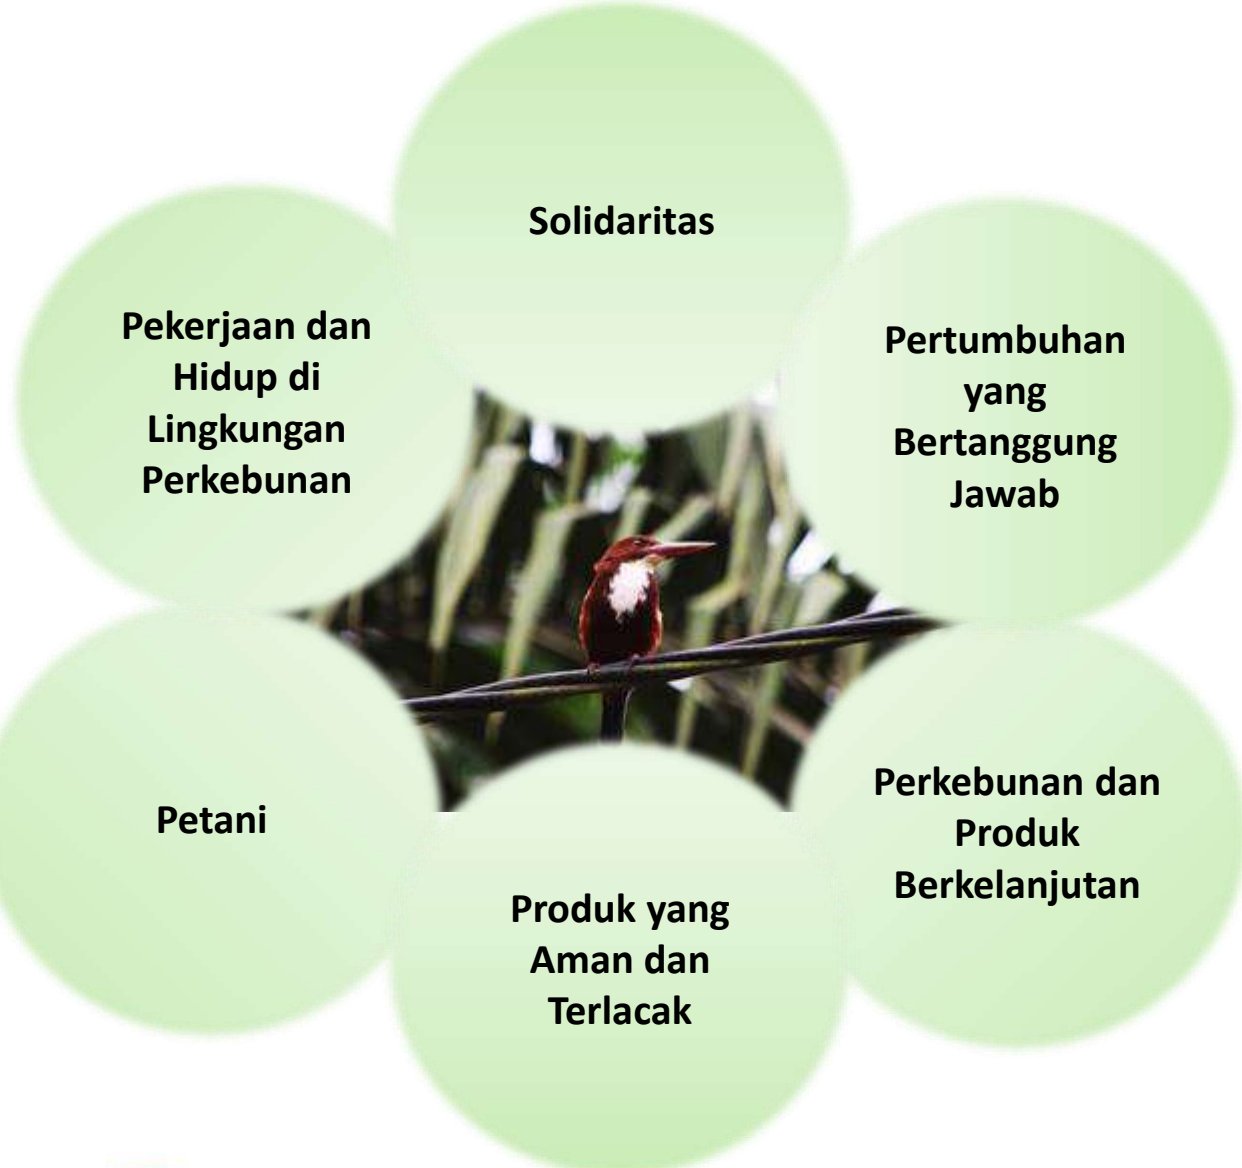 Solidaritas
Pekerjaan dan
Hidup di
Lingkungan
Perkebunan
Pertumbuhan
yang
Bertanggung
Jawab
Petani
Perkebunan dan
Produk
Berkelanjutan
Produk yang
Aman dan
Terlacak